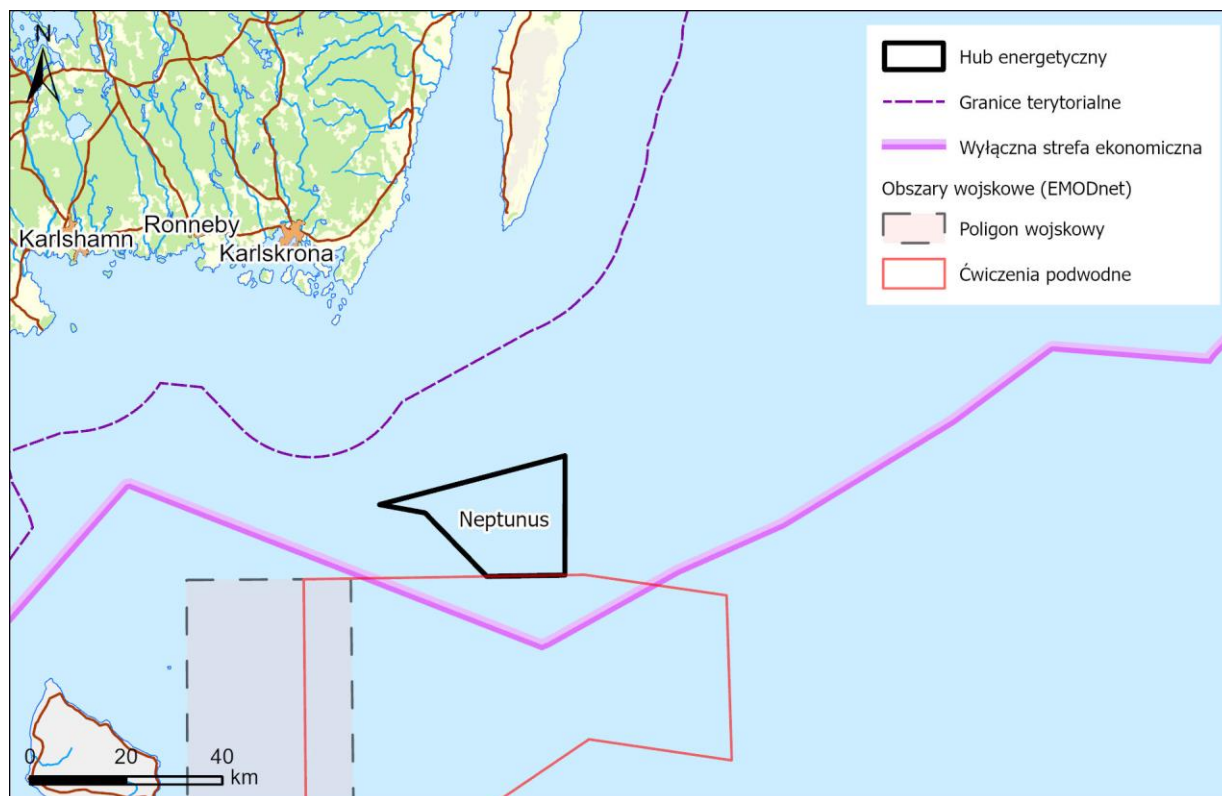 N
Hub energetyczny
Granice terytorialne
Wyłączna strefa ekonomiczna
Obszary wojskowe (EMODnet)
Poligon wojskowy
Ćwiczenia podwodne
Karlshamn
Ronneby
Karlskrona
Neptunus
0 20 40
km